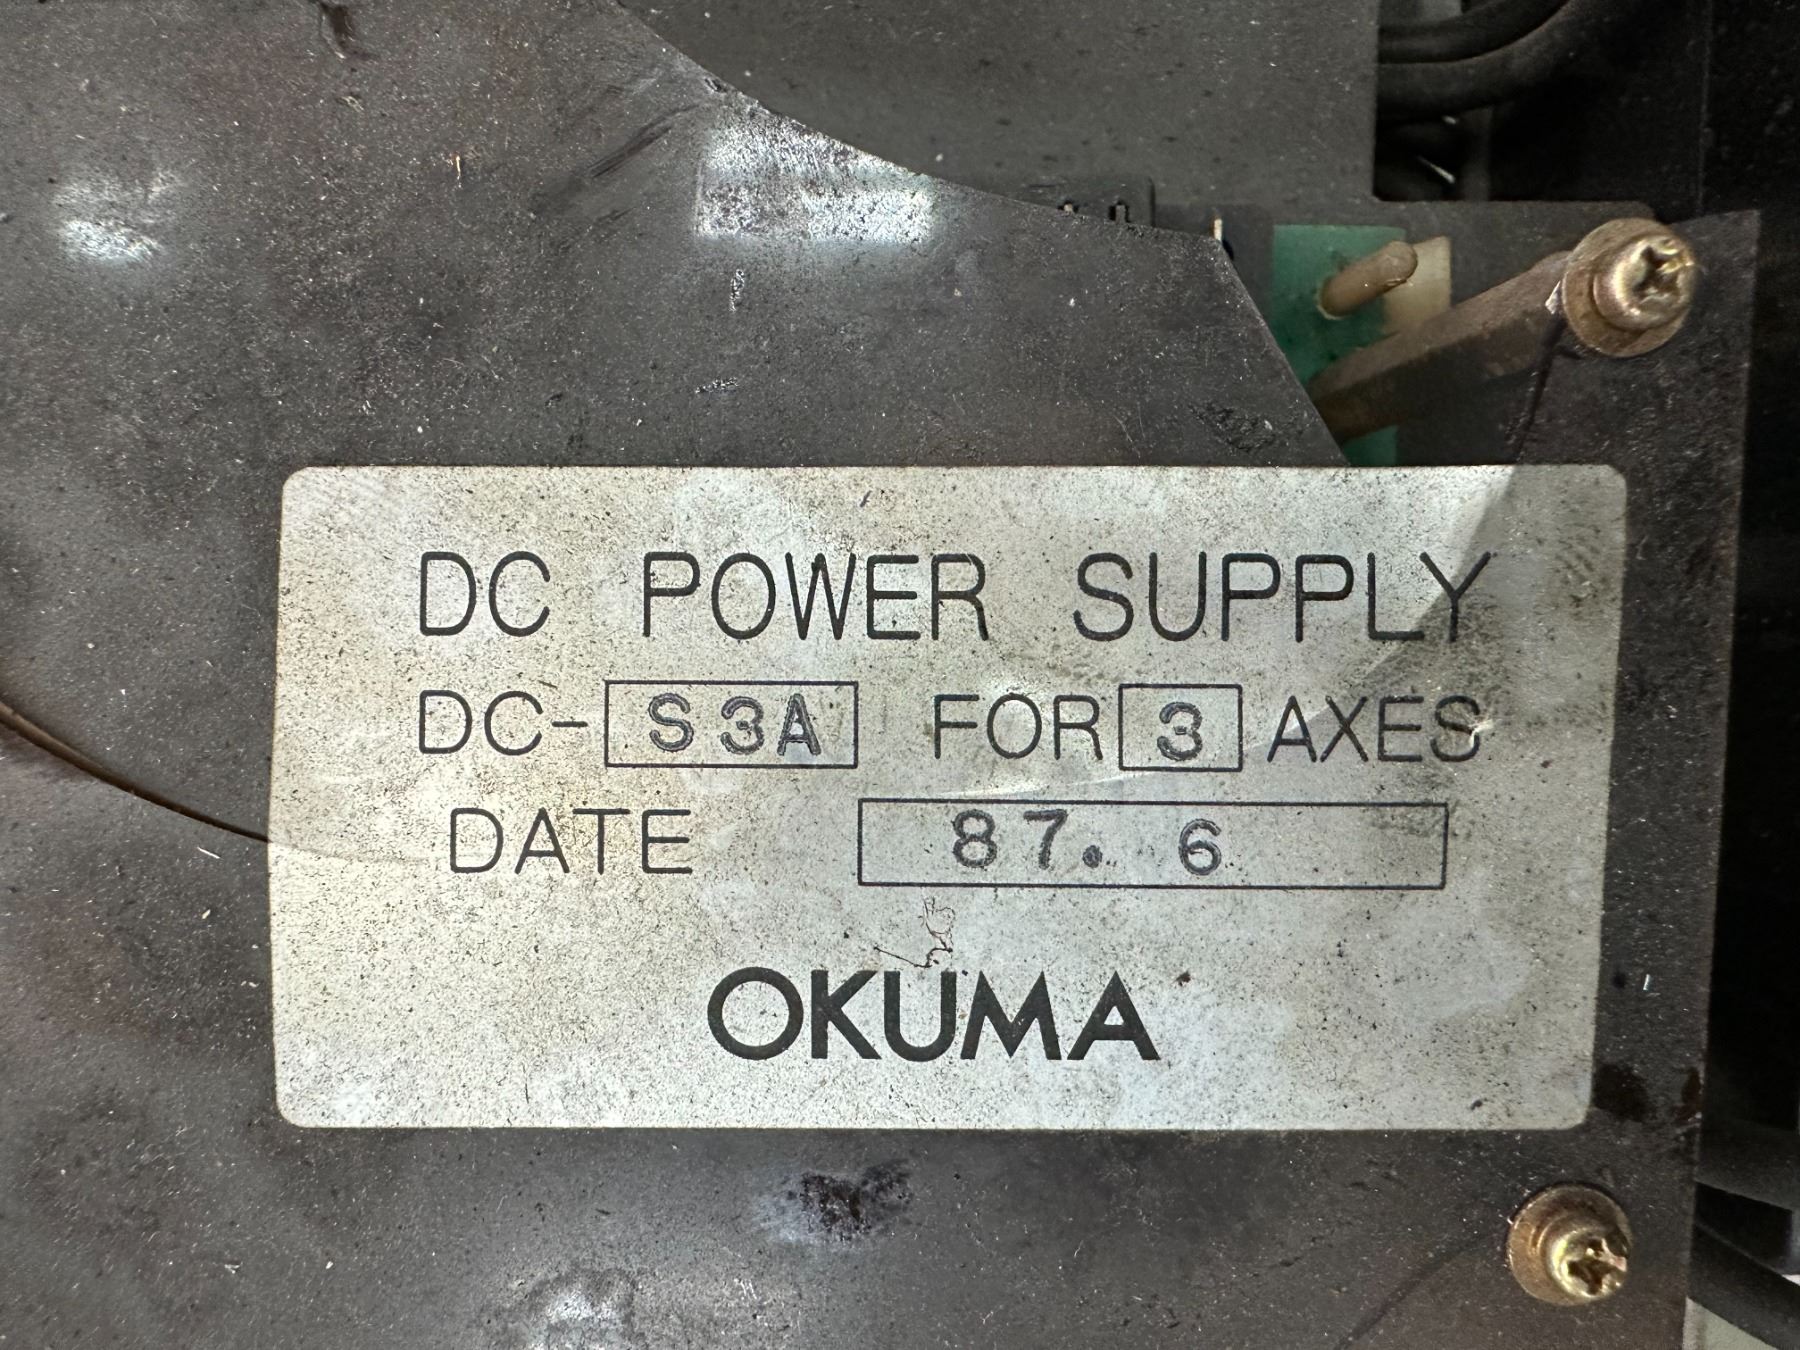 DC POWER SUPPLY
DC-S3A FOR 3 AXES
DATE 87. 6
OKUMA